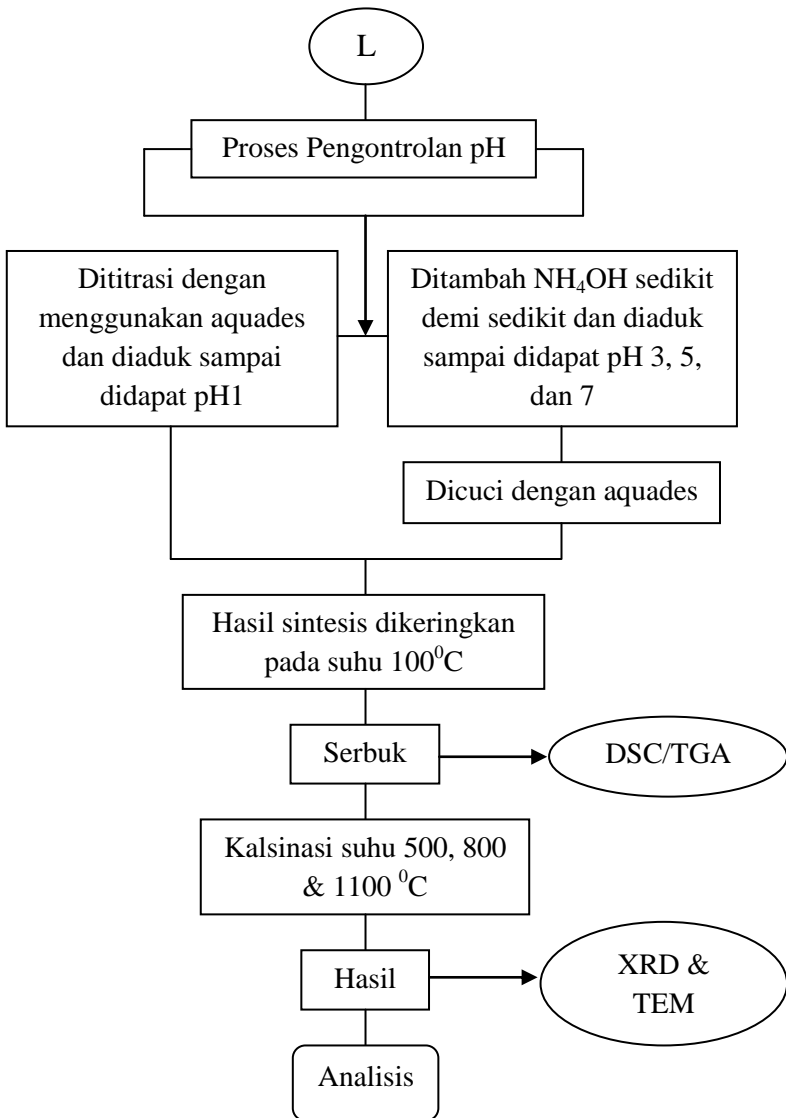 L
Proses Pengontrolan pH
Dititrasi dengan
menggunakan aquades
dan diaduk sampai
didapat pH1
Ditambah NH₄OH sedikit
demi sedikit dan diaduk
sampai didapat pH 3, 5,
dan 7
Dicuci dengan aquades
Hasil sintesis dikeringkan
pada suhu 100⁰C
Serbuk
DSC/TGA
Kalsinasi suhu 500, 800
& 1100 ⁰C
Hasil
XRD &
TEM
Analisis